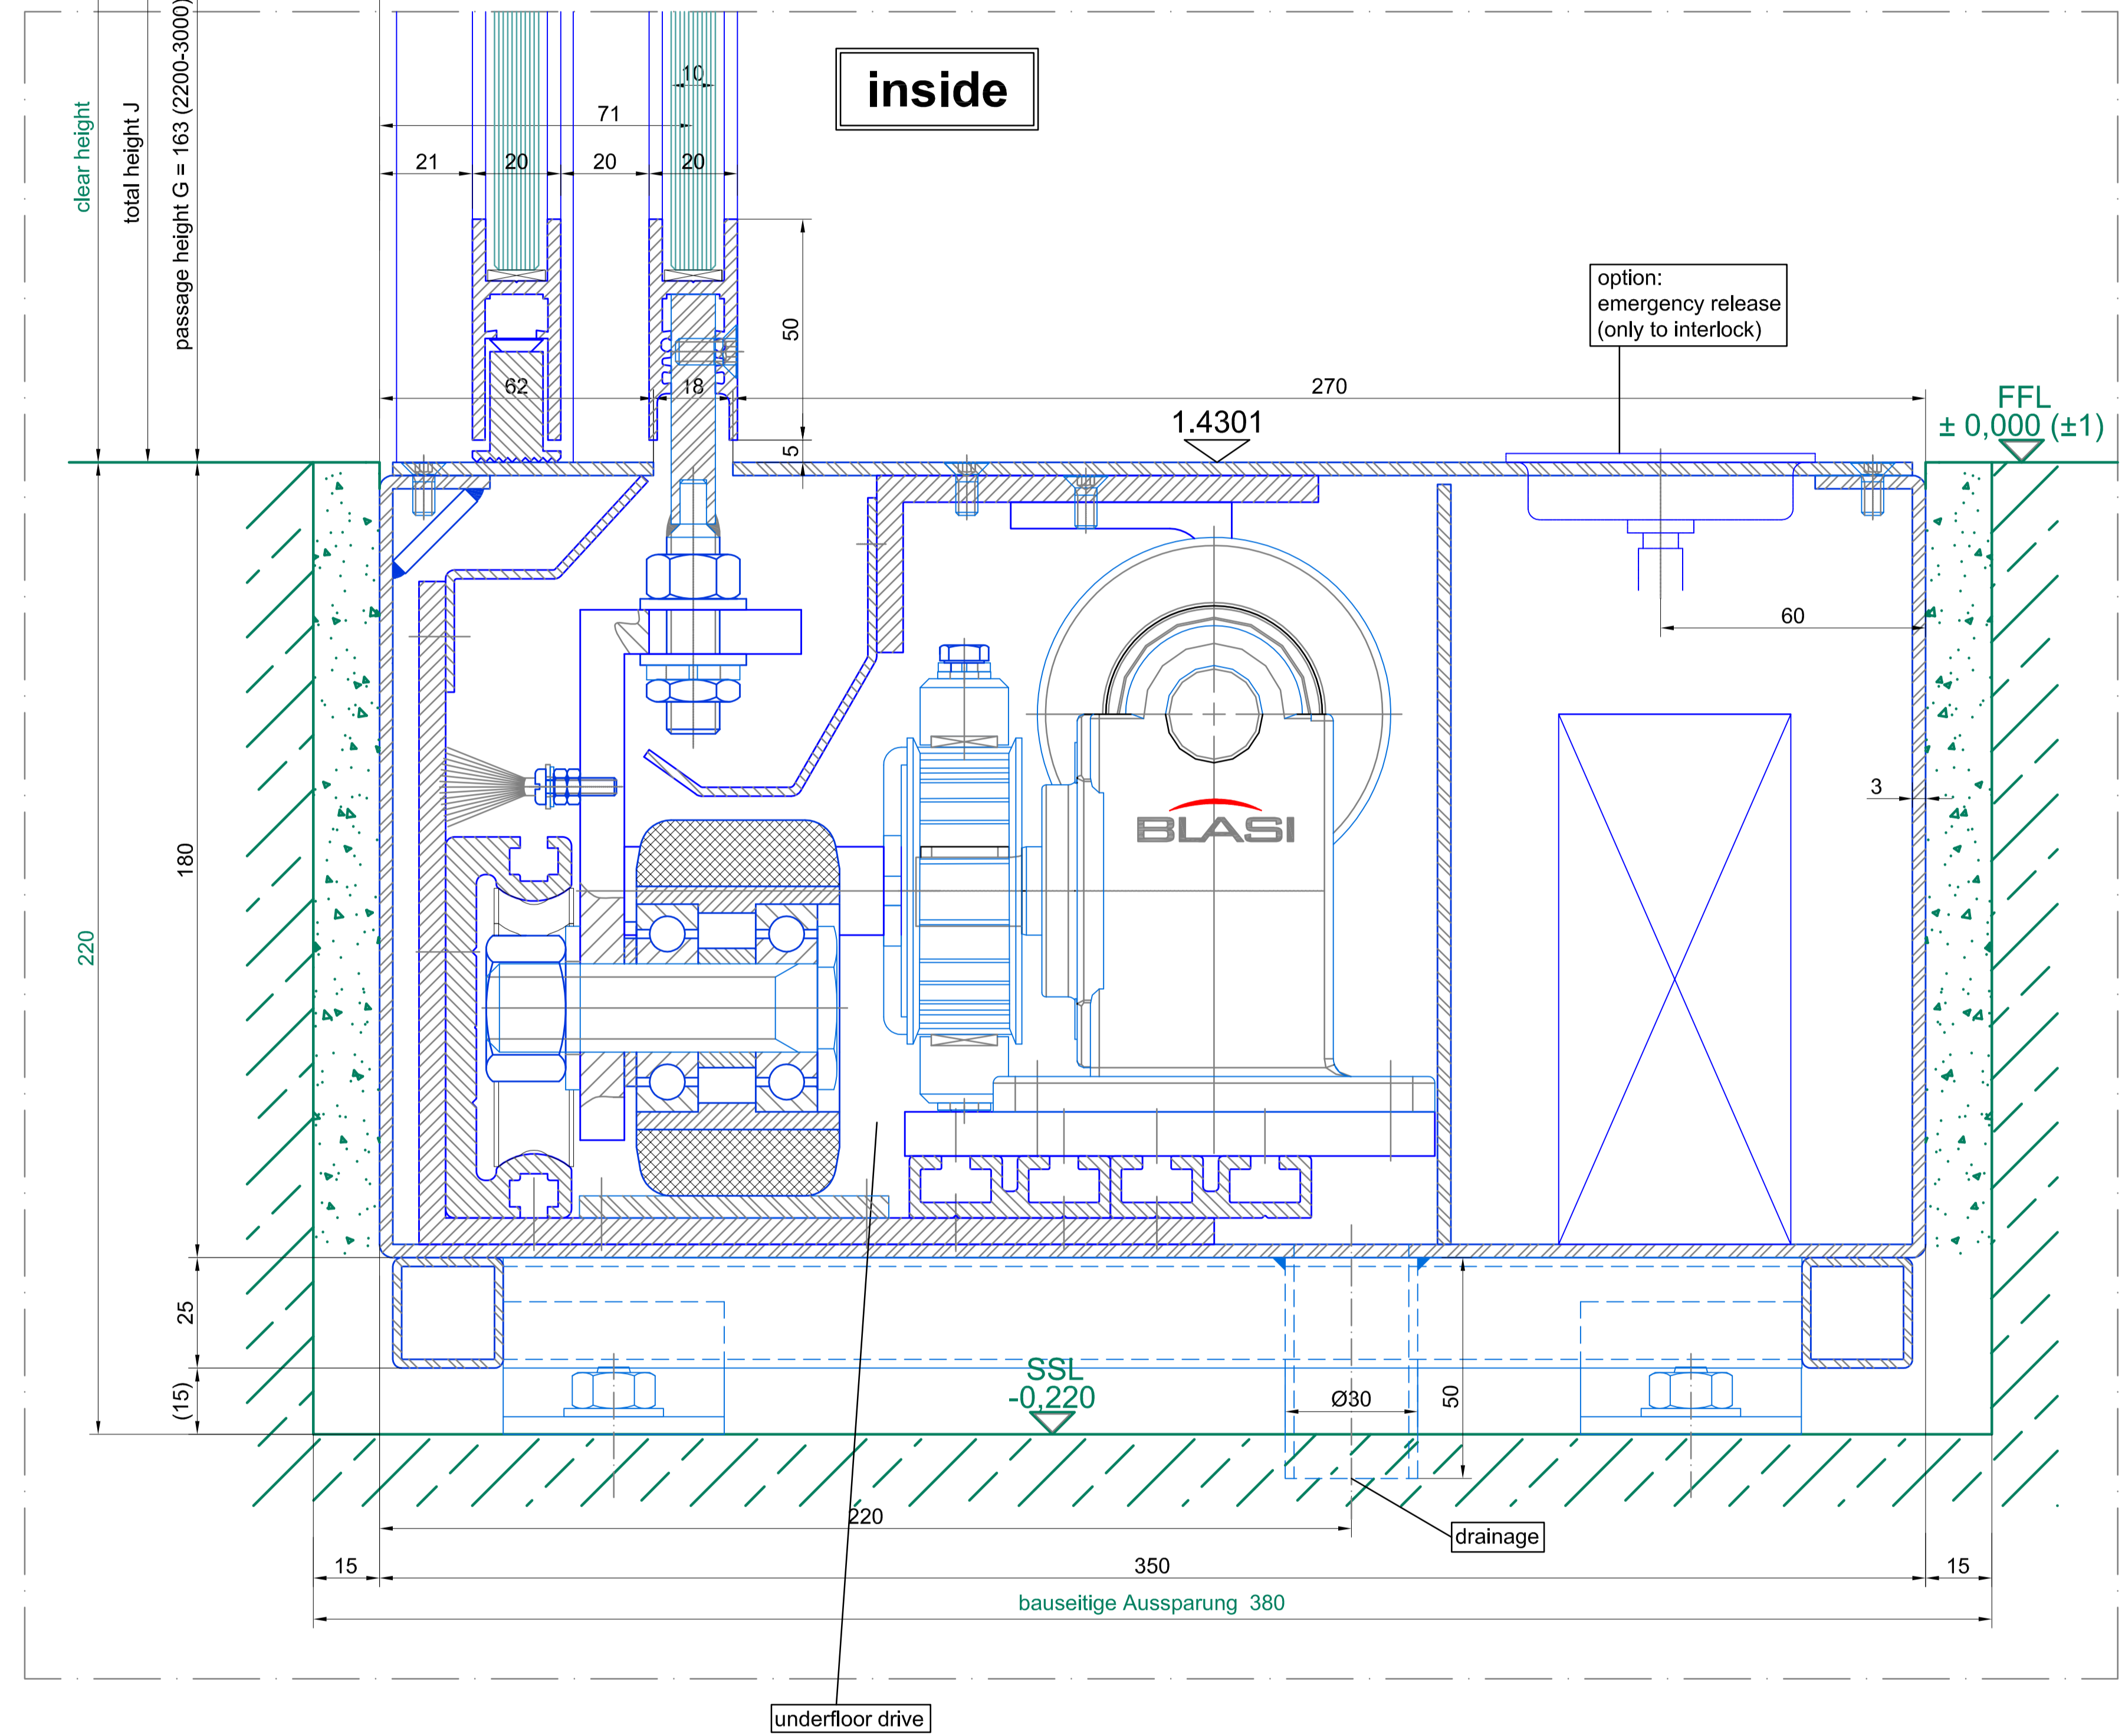 clear height
total height J
passage height G = 163 (2200-3000)
inside
10
71
21
20
20
20
50
option:
emergency release
(only to interlock)
62
18
270
1.4301
FFL
± 0,000 (±1)
5
60
3
BLASI
180
220
25
(15)
SSL
-0,220
Ø30
50
220
drainage
15
350
15
bauseitige Aussparung 380
underfloor drive